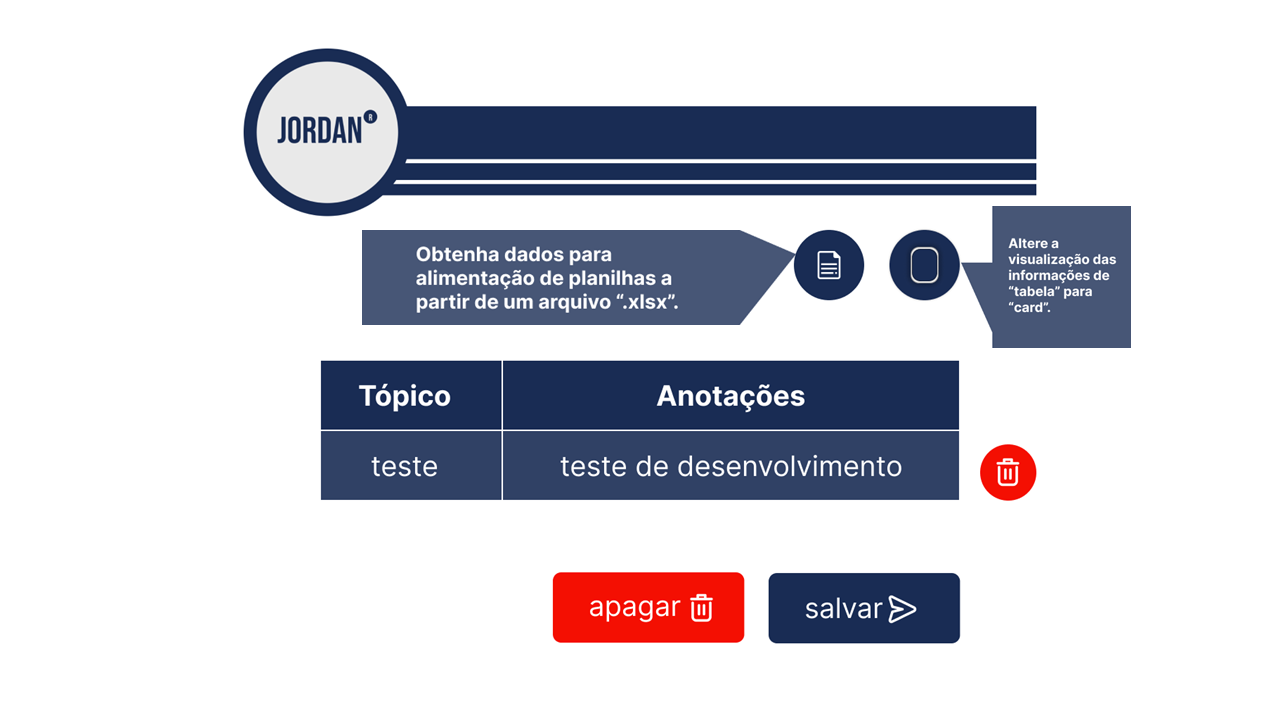 JORDAN®
Obtenha dados para
alimentação de planilhas a
partir de um arquivo “.xlsx”.
Altere a
visualização das
informações de
“tabela” para
“card”.
Tópico
Anotações
teste
teste de desenvolvimento
apagar
salvar